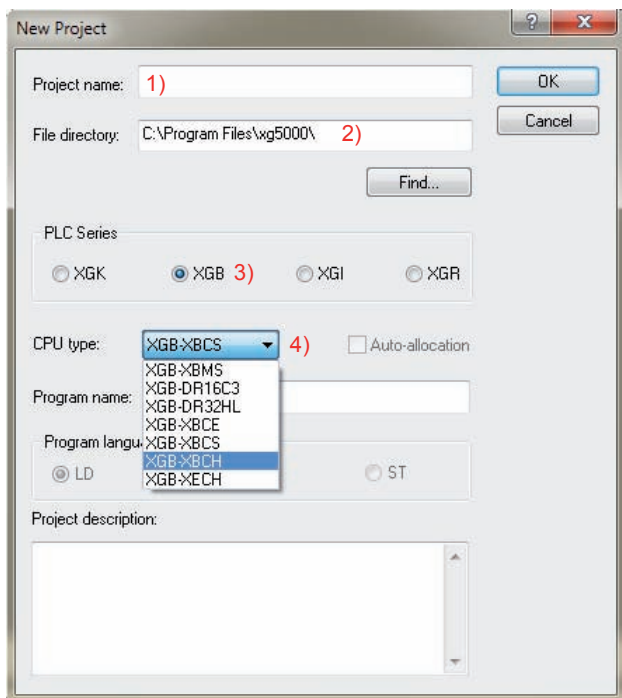 New Project
?
X
Project name: 1)
OK
File directory: C:\Program Files\xg5000\ 2)
Cancel
Find...
PLC Series
XGK XGB 3) XGI XGR
CPU type: XGB-XBCS 4) Auto-allocation
XGB-XBMS
XGB-DR16C3
Program name:
XGB-DR32HL
XGB-XBCE
Program langu
XGB-XBCS
XGB-XBCH
LD ST
XGB-XECH
Project description: